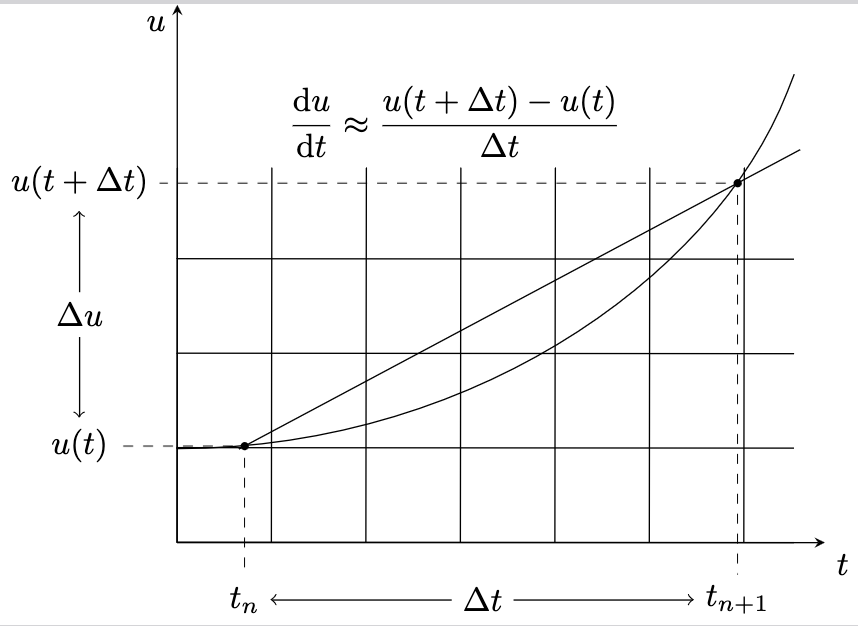 u
du/dt ≈ (u(t + Δt) − u(t))/Δt
u(t + Δt)
Δu
u(t)
t
t_n
Δt
t_{n+1}